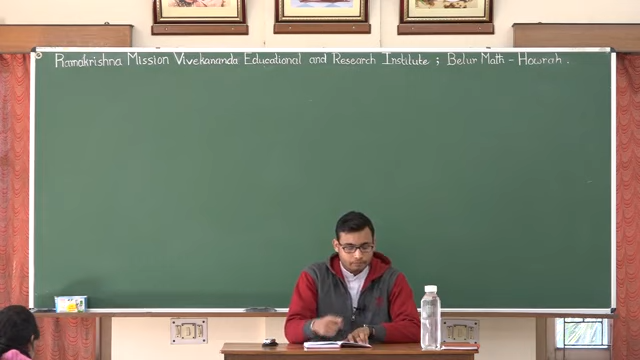 Ramakrishna Mission Vivekananda Educational and Research Institute ; Belur Math - Howrah .